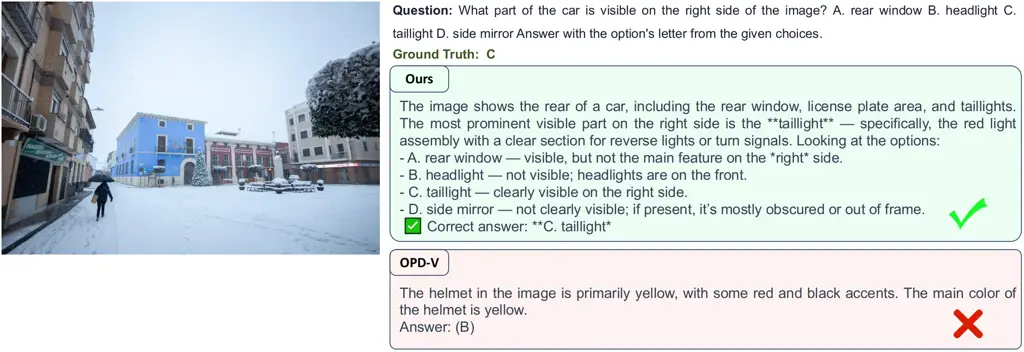 Question: What part of the car is visible on the right side of the image? A. rear window B. headlight C.
taillight D. side mirror Answer with the option's letter from the given choices.
Ground Truth: C
Ours
The image shows the rear of a car, including the rear window, license plate area, and taillights.
The most prominent visible part on the right side is the **taillight** — specifically, the red light
assembly with a clear section for reverse lights or turn signals. Looking at the options:
- A. rear window — visible, but not the main feature on the *right* side.
- B. headlight — not visible; headlights are on the front.
- C. taillight — clearly visible on the right side.
- D. side mirror — not clearly visible; if present, it's mostly obscured or out of frame.
✅ Correct answer: **C. taillight*
OPD-V
The helmet in the image is primarily yellow, with some red and black accents. The main color of
the helmet is yellow.
Answer: (B)